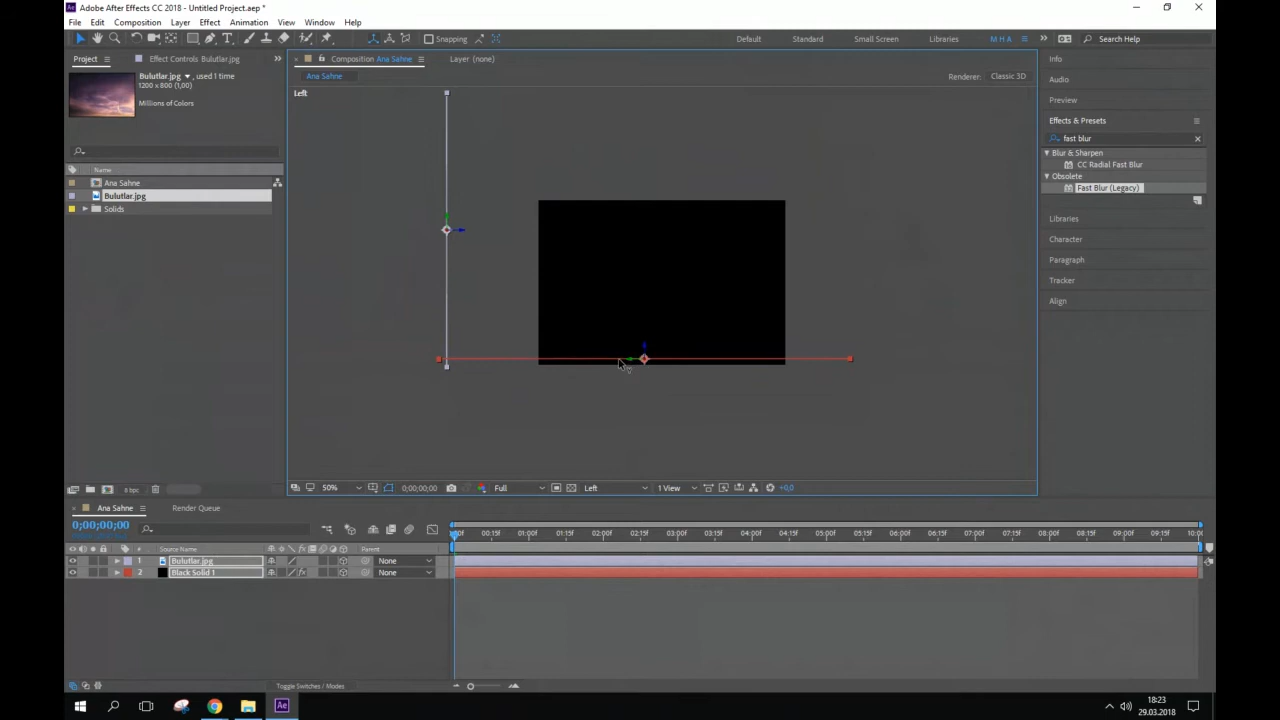 Adobe After Effects CC 2018 - Untitled Project.aep *
File Edit Composition Layer Effect Animation View Window Help
Snapping Default Standard Small Screen Libraries MHA Search Help
Project Effect Controls Bulutlar.jpg Composition Ana Sahne Layer (none) Info
Bulutlar.jpg , used 1 time Ana Sahne Renderer: Classic 3D Audio
1200 x 800 (1,00)
Left
Millions of Colors Preview
Effects & Presets
fast blur
Blur & Sharpen
CC Radial Fast Blur
Name Obsolete
Ana Sahne Fast Blur (Legacy)
Bulutlar.jpg
Solids
Libraries
Character
Paragraph
Tracker
Align
8 bpc 50% 0;00;00;00 Full Left 1 View +0,0
Ana Sahne Render Queue
0;00;00;00
00:15f 01:00f 01:15f 02:00f 02:15f 03:00f 03:15f 04:00f 04:15f 05:00f 05:15f 06:00f 06:15f 07:00f 07:15f 08:00f 08:15f 09:00f 09:15f 10:0
# Source Name Parent
1 Bulutlar.jpg None
2 Black Solid 1 None
Toggle Switches / Modes
Ae 18:23
29.03.2018